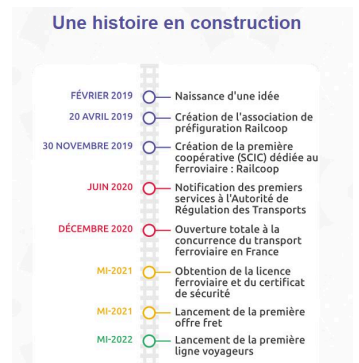 Une histoire en construction
FÉVRIER 2019 Naissance d'une idée
20 AVRIL 2019 Création de l'association de
préfiguration Railcoop
30 NOVEMBRE 2019 Création de la première
coopérative (SCIC) dédiée au
ferroviaire : Railcoop
JUIN 2020 Notification des premiers
services à l'Autorité de
Régulation des Transports
DÉCEMBRE 2020 Ouverture totale à la
concurrence du transport
ferroviaire en France
MI-2021 Obtention de la licence
ferroviaire et du certificat
de sécurité
MI-2021 Lancement de la première
offre fret
MI-2022 Lancement de la première
ligne voyageurs